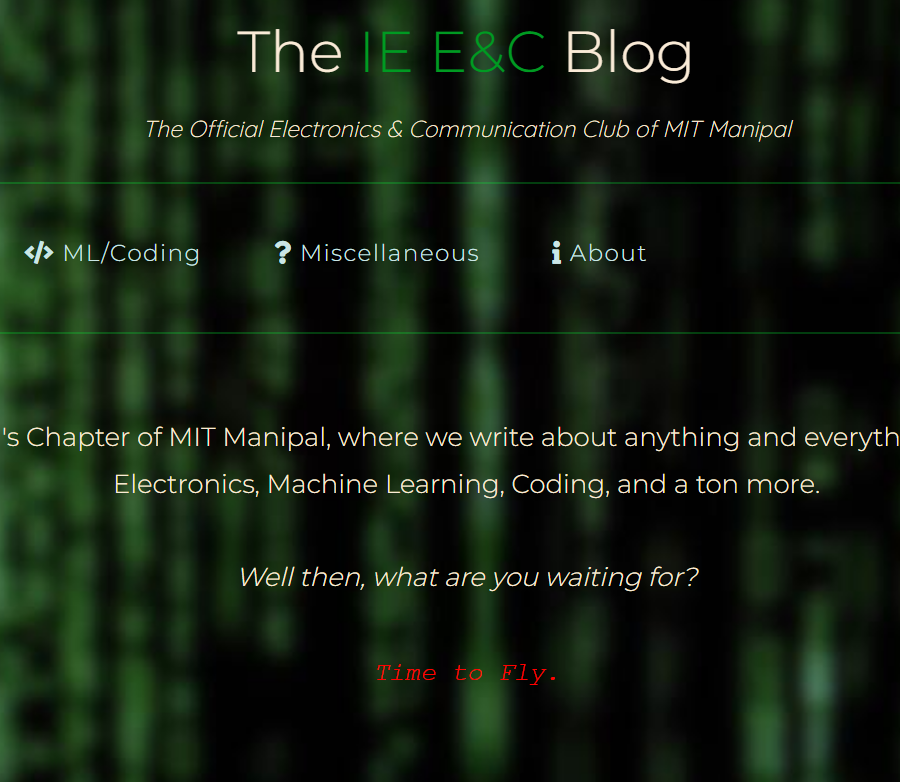 The IE E&C Blog
The Official Electronics & Communication Club of MIT Manipal
ML/Coding Miscellaneous About
's Chapter of MIT Manipal, where we write about anything and everyth
Electronics, Machine Learning, Coding, and a ton more.
Well then, what are you waiting for?
Time to Fly.